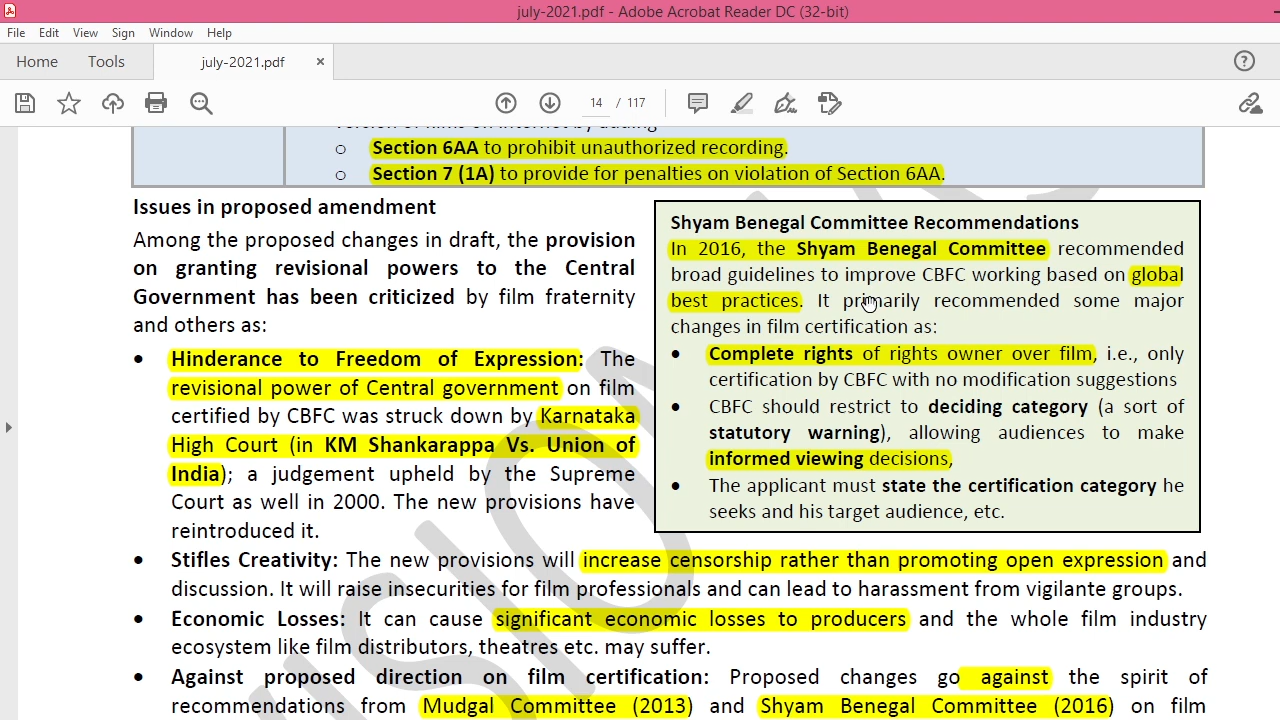 july-2021.pdf - Adobe Acrobat Reader DC (32-bit)
File Edit View Sign Window Help
Home Tools july-2021.pdf ×
14 / 117
o Section 6AA to prohibit unauthorized recording.
o Section 7 (1A) to provide for penalties on violation of Section 6AA.
Issues in proposed amendment
Among the proposed changes in draft, the provision
on granting revisional powers to the Central
Government has been criticized by film fraternity
and others as:
• Hinderance to Freedom of Expression: The
revisional power of Central government on film
certified by CBFC was struck down by Karnataka
High Court (in KM Shankarappa Vs. Union of
India); a judgement upheld by the Supreme
Court as well in 2000. The new provisions have
reintroduced it.
Shyam Benegal Committee Recommendations
In 2016, the Shyam Benegal Committee recommended
broad guidelines to improve CBFC working based on global
best practices. It primarily recommended some major
changes in film certification as:
• Complete rights of rights owner over film, i.e., only
certification by CBFC with no modification suggestions
• CBFC should restrict to deciding category (a sort of
statutory warning), allowing audiences to make
informed viewing decisions,
• The applicant must state the certification category he
seeks and his target audience, etc.
• Stifles Creativity: The new provisions will increase censorship rather than promoting open expression and
discussion. It will raise insecurities for film professionals and can lead to harassment from vigilante groups.
• Economic Losses: It can cause significant economic losses to producers and the whole film industry
ecosystem like film distributors, theatres etc. may suffer.
• Against proposed direction on film certification: Proposed changes go against the spirit of
recommendations from Mudgal Committee (2013) and Shyam Benegal Committee (2016) on film